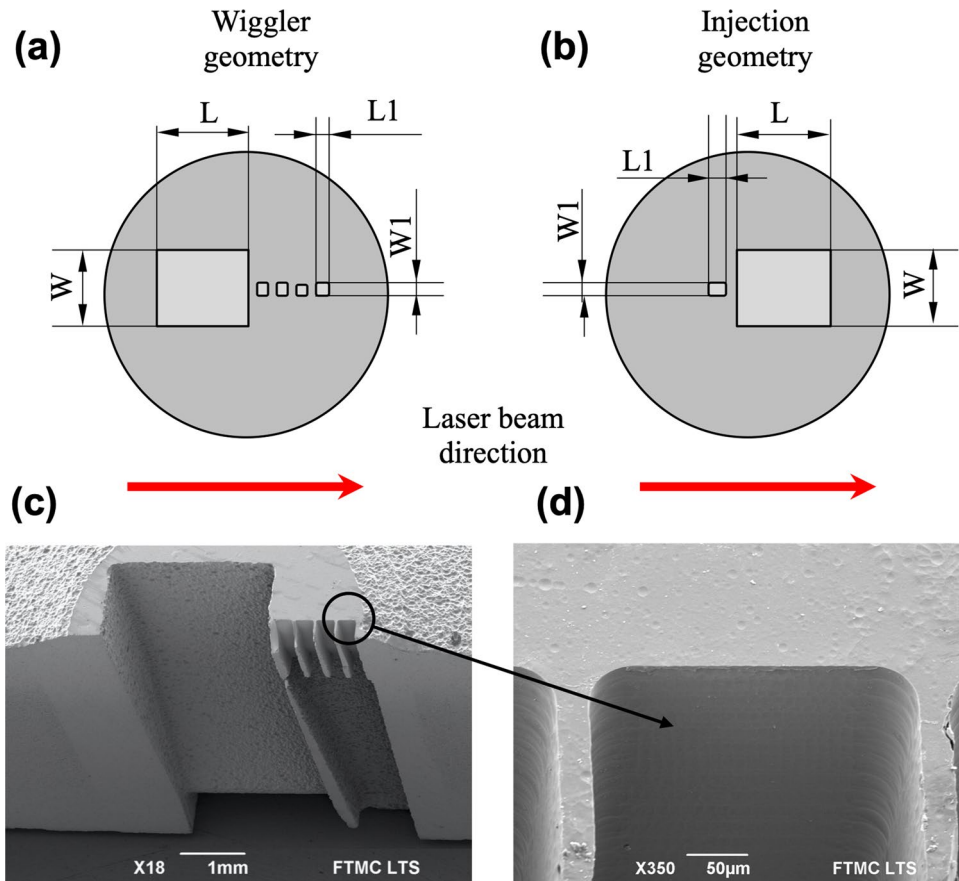 (a)
Wiggler
geometry
L
L1
W1
W
(b)
Injection
geometry
L
L1
W1
W
Laser beam
direction
(c)
(d)
X18
1mm
FTMC LTS
X350
50µm
FTMC LTS